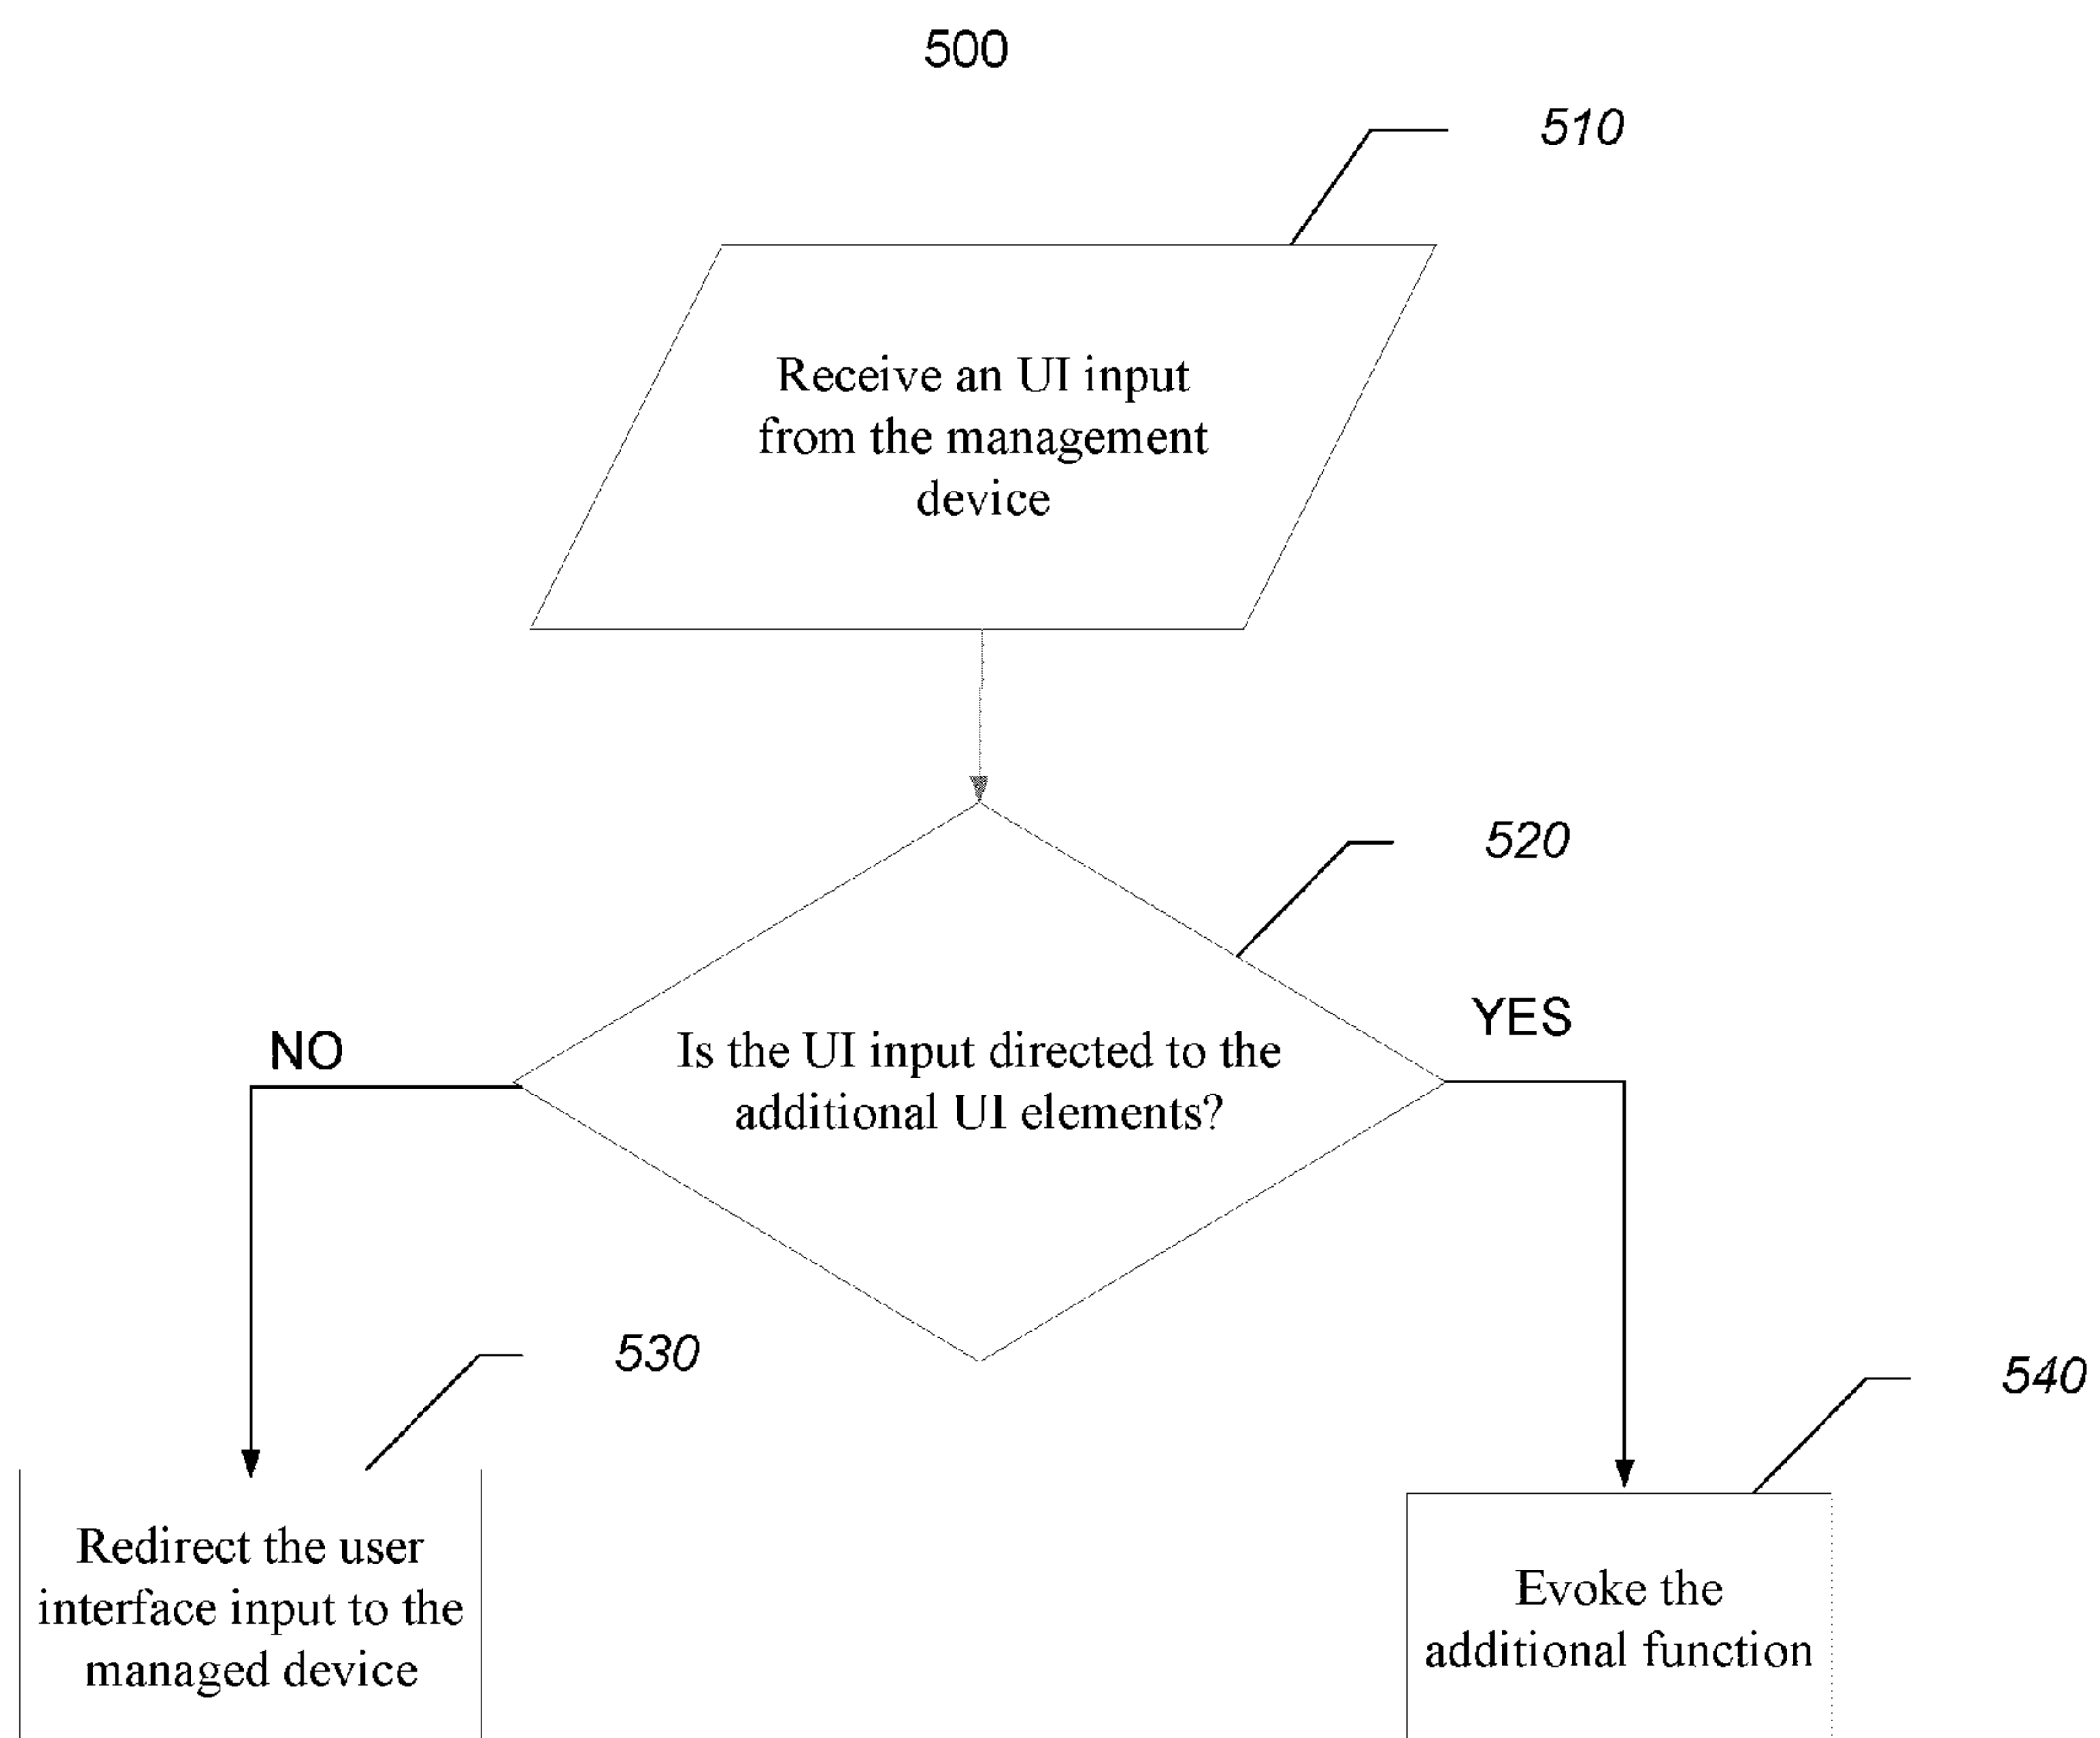 500
510
Receive an UI input
from the management
device
520
YES
NO
Is the UI input directed to the
additional UI elements?
530
540
Redirect the user
interface input to the
managed device
Evoke the
additional function